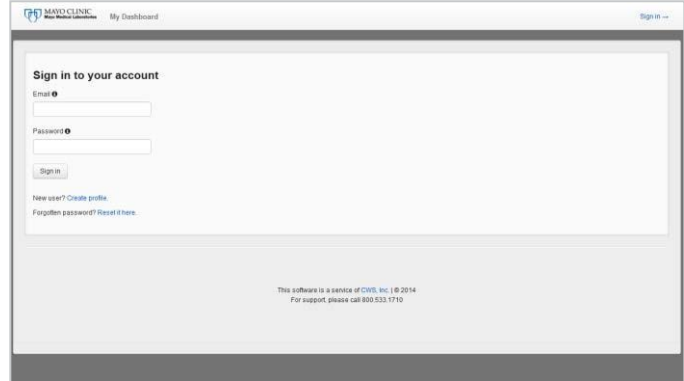 MAYO CLINIC
Mayo Medical Laboratories
My Dashboard
Sign in →
Sign in to your account
Email
Password
Sign in
New user? Create profile.
Forgotten password? Reset it here.
This software is a service of CWS, Inc. | © 2014
For support, please call 800.533.1710